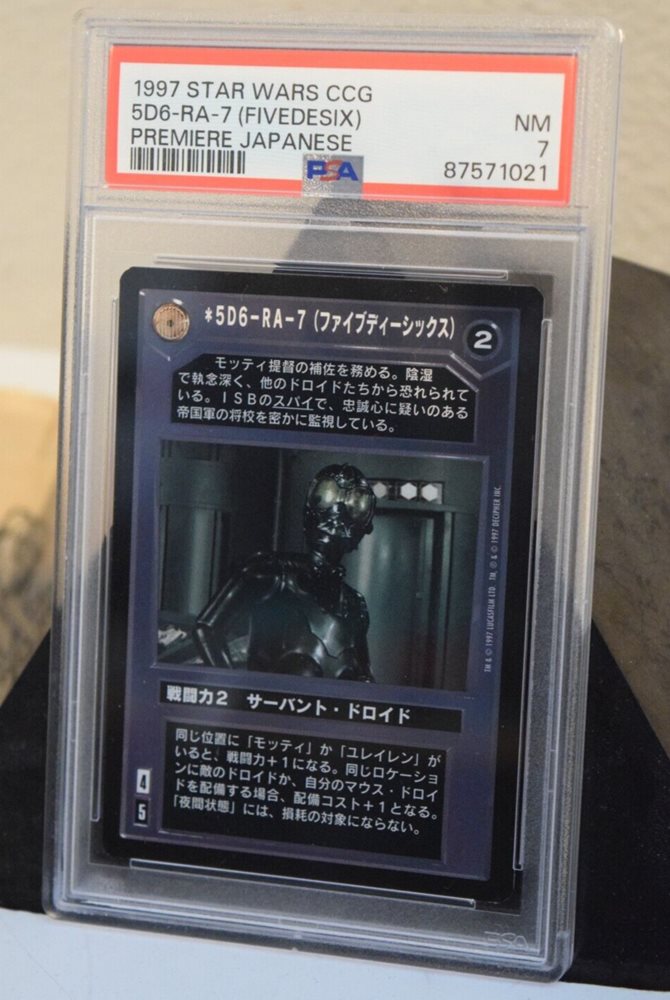 1997 STAR WARS CCG
5D6-RA-7 (FIVEDESIX)
PREMIERE JAPANESE
NM
7
87571021
PSA
*5D6-RA-7 (ファイブディーシックス)
2
モッティ提督の補佐を務める。陰湿
で執念深く、他のドロイドたちから恐れられて
いる。ISBのスパイで、忠誠心に疑いのある
帝国軍の将校を密かに監視している。
TM & © 1997 LUCASFILM LTD. TM, ® & © 1997 DECIPHER INC.
戦闘力2 サーバント・ドロイド
同じ位置に「モッティ」か「ユレイレン」が
いると、戦闘力+1になる。同じロケーショ
ンに敵のドロイドか、自分のマウス・ドロイ
ドを配備する場合、配備コスト+1となる。
「夜間状態」には、損耗の対象にならない。
4
5
PSA